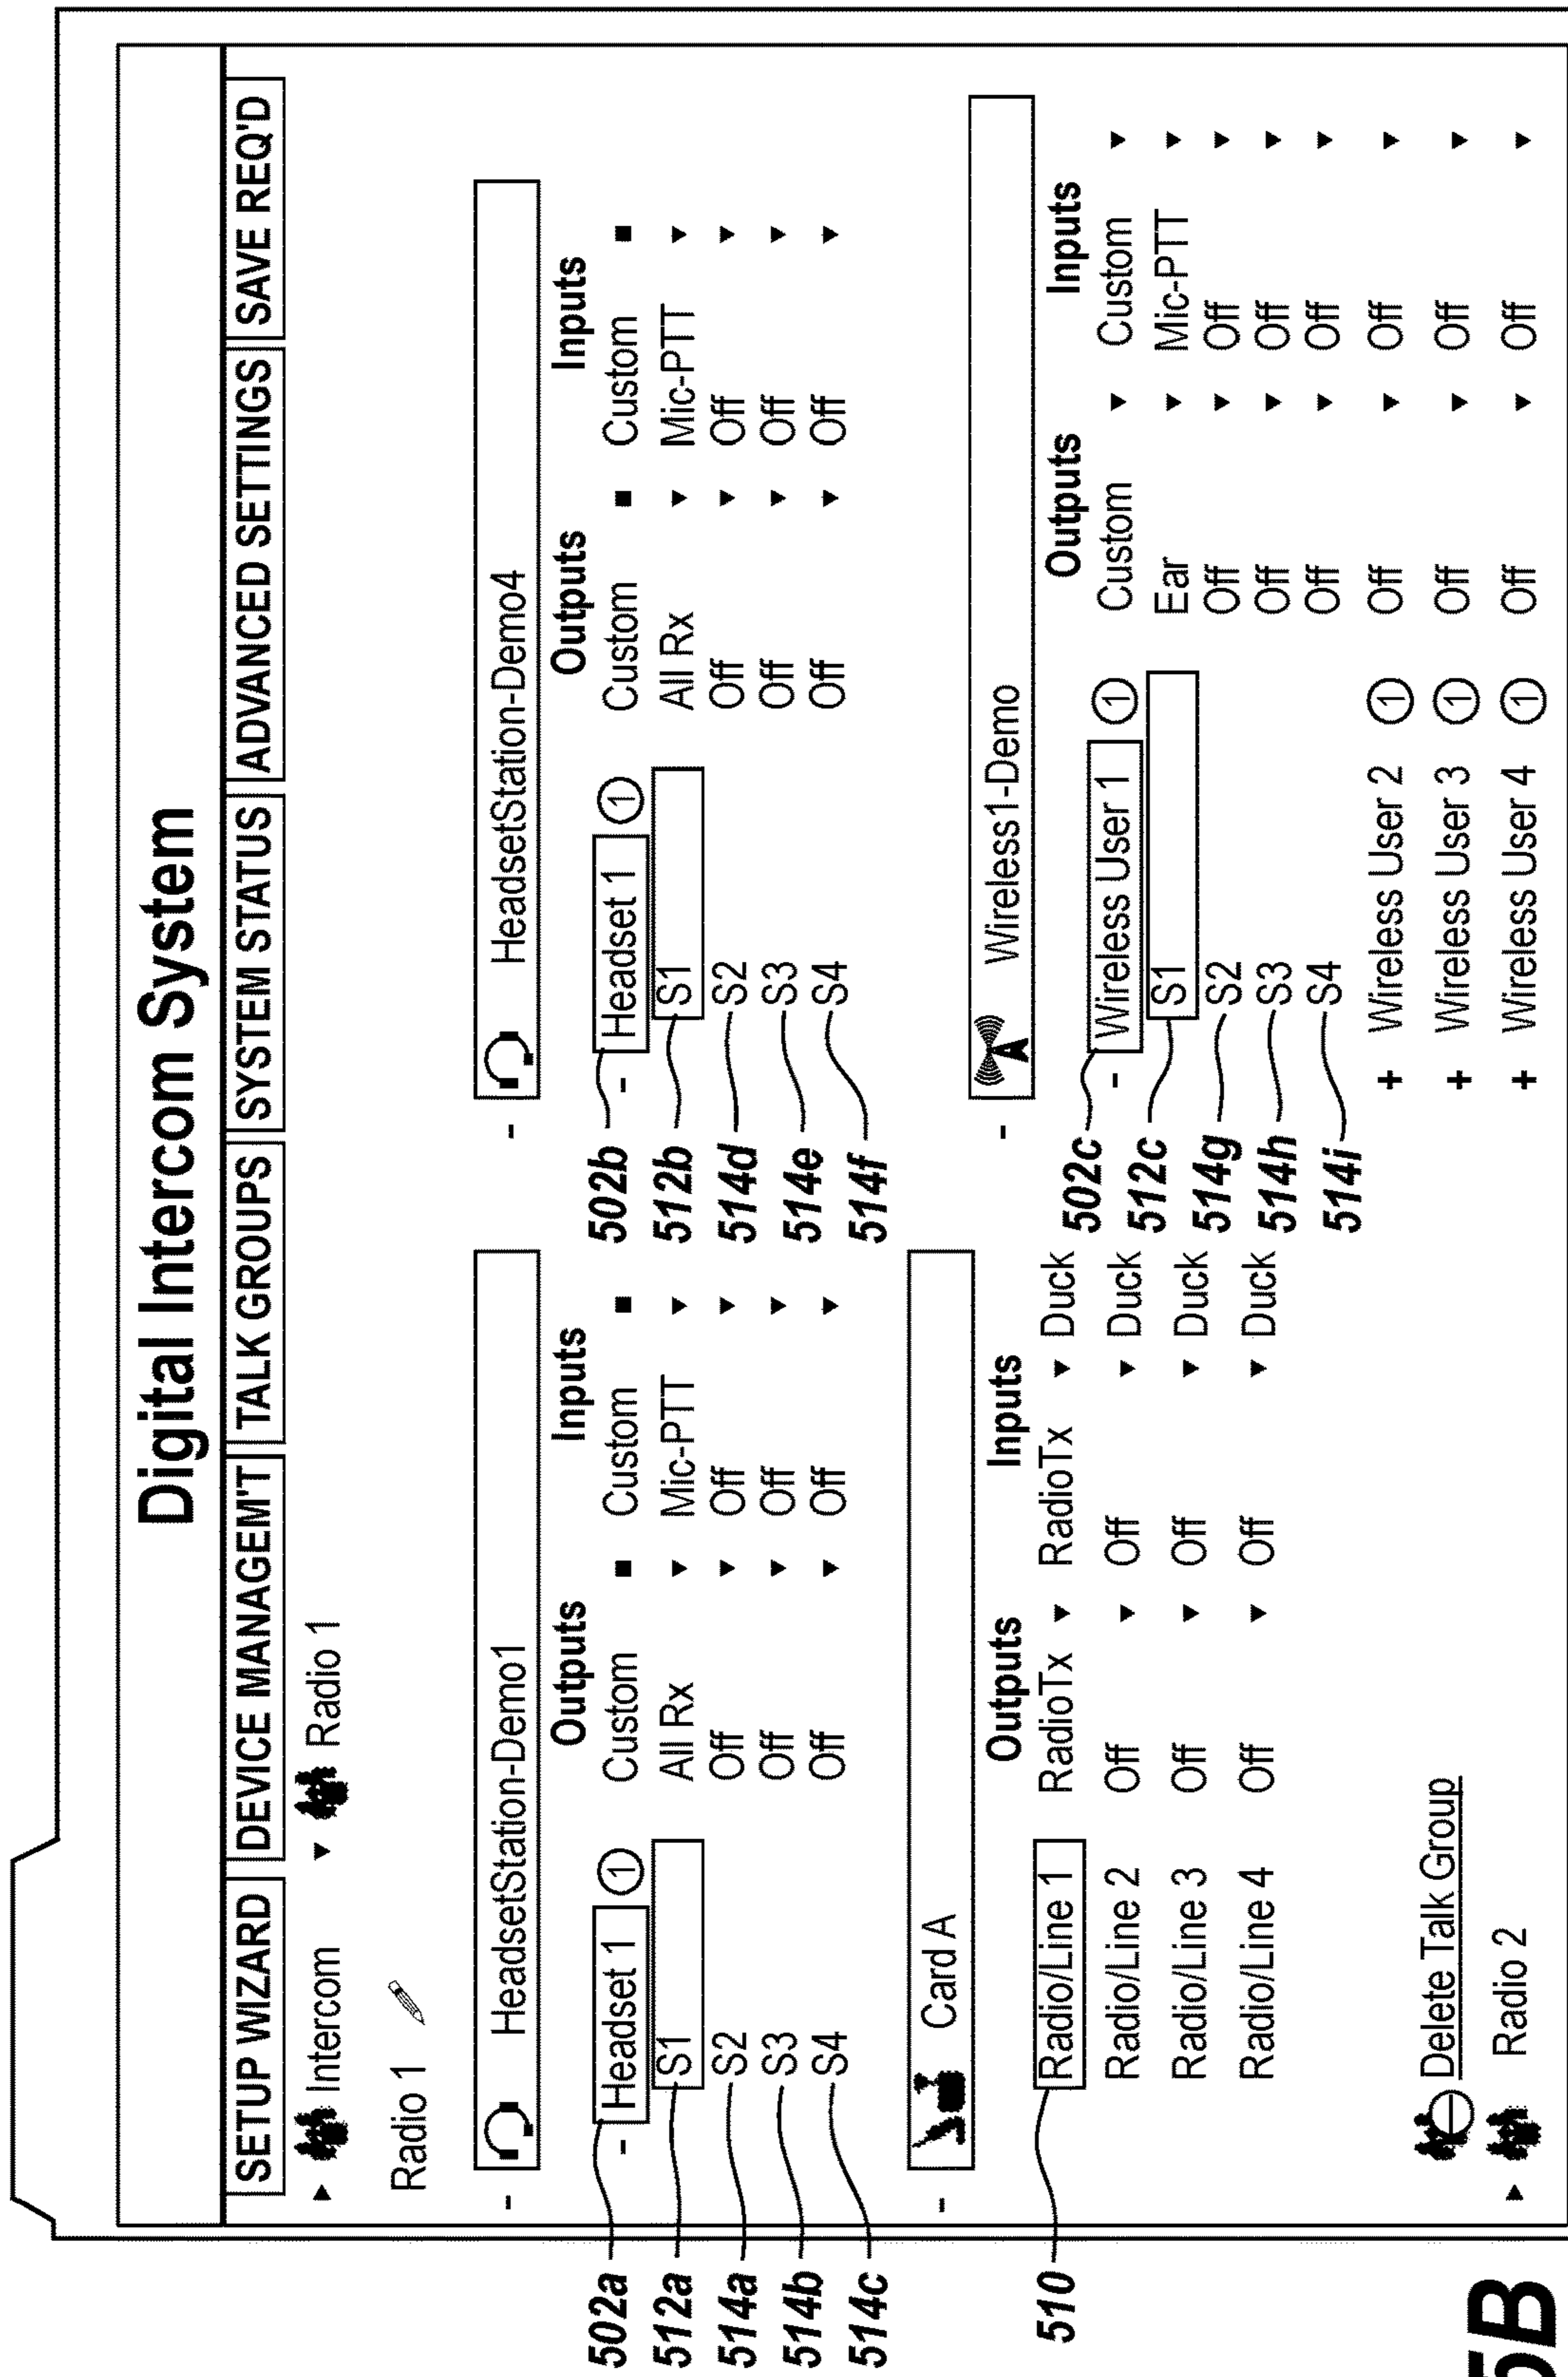 Digital Intercom System
SETUP WIZARD DEVICE MANAGEM'T TALK GROUPS SYSTEM STATUS ADVANCED SETTINGS SAVE REQ'D
▸ Intercom ▾ Radio 1
Radio 1
- HeadsetStation-Demo1
Outputs Inputs
502a - Headset 1 ① Custom ■ Custom ■
512a S1 All Rx ▾ Mic-PTT ▾
514a S2 Off ▾ Off ▾
514b S3 Off ▾ Off ▾
514c S4 Off ▾ Off ▾
- HeadsetStation-Demo4
Outputs Inputs
502b - Headset 1 ① Custom ■ Custom ■
512b S1 All Rx ▾ Mic-PTT ▾
514d S2 Off ▾ Off ▾
514e S3 Off ▾ Off ▾
514f S4 Off ▾ Off ▾
- Card A
Outputs Inputs
510 Radio/Line 1 RadioTx ▾ RadioTx ▾ Duck
Radio/Line 2 Off ▾ Off ▾ Duck
Radio/Line 3 Off ▾ Off ▾ Duck
Radio/Line 4 Off ▾ Off ▾ Duck
- Wireless1-Demo
Outputs Inputs
502c - Wireless User 1 ① Custom ▾ Custom ▾
512c S1 Ear ▾ Mic-PTT ▾
514g S2 Off ▾ Off ▾
514h S3 Off ▾ Off ▾
514i S4 Off ▾ Off ▾
+ Wireless User 2 ① Off ▾ Off ▾
+ Wireless User 3 ① Off ▾ Off ▾
+ Wireless User 4 ① Off ▾ Off ▾
Delete Talk Group
▸ Radio 2
5B